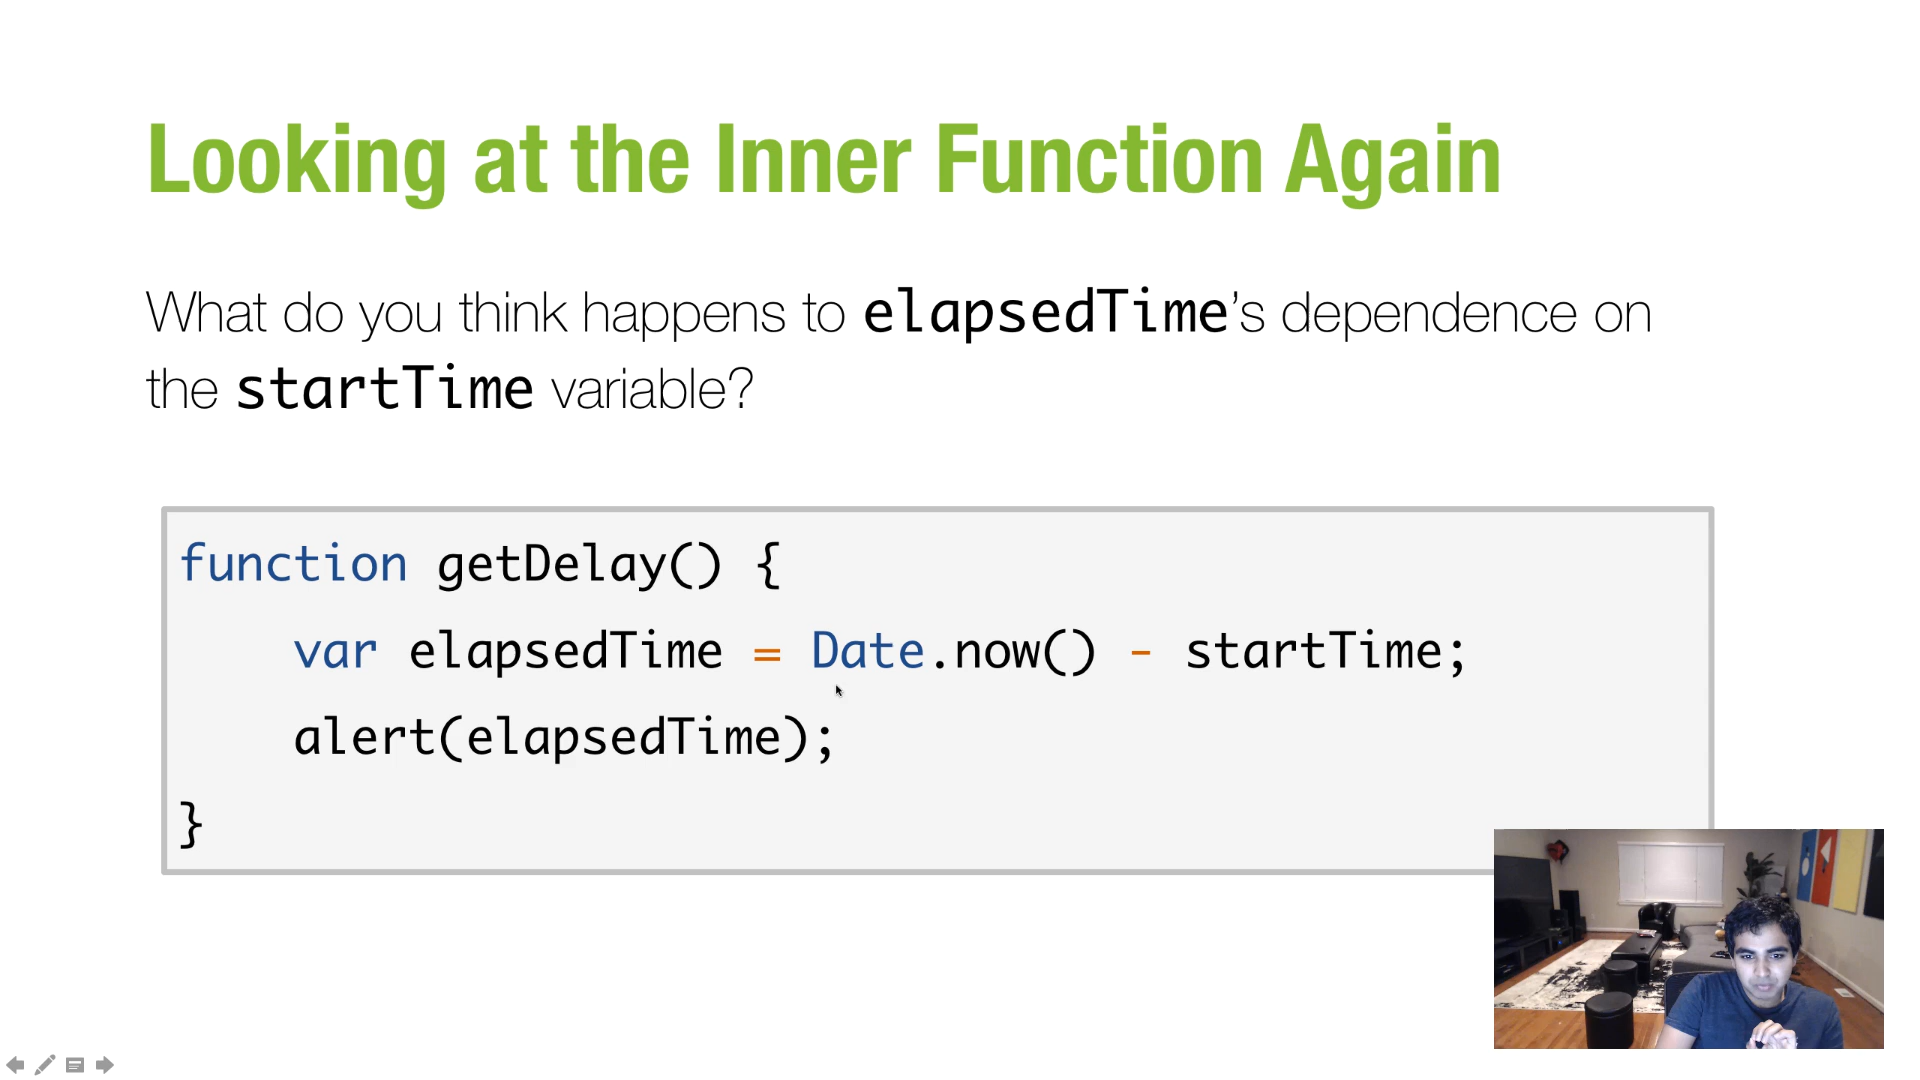 Looking at the Inner Function Again
What do you think happens to elapsedTime’s dependence on
the startTime variable?
function getDelay() {
    var elapsedTime = Date.now() - startTime;
    alert(elapsedTime);
}